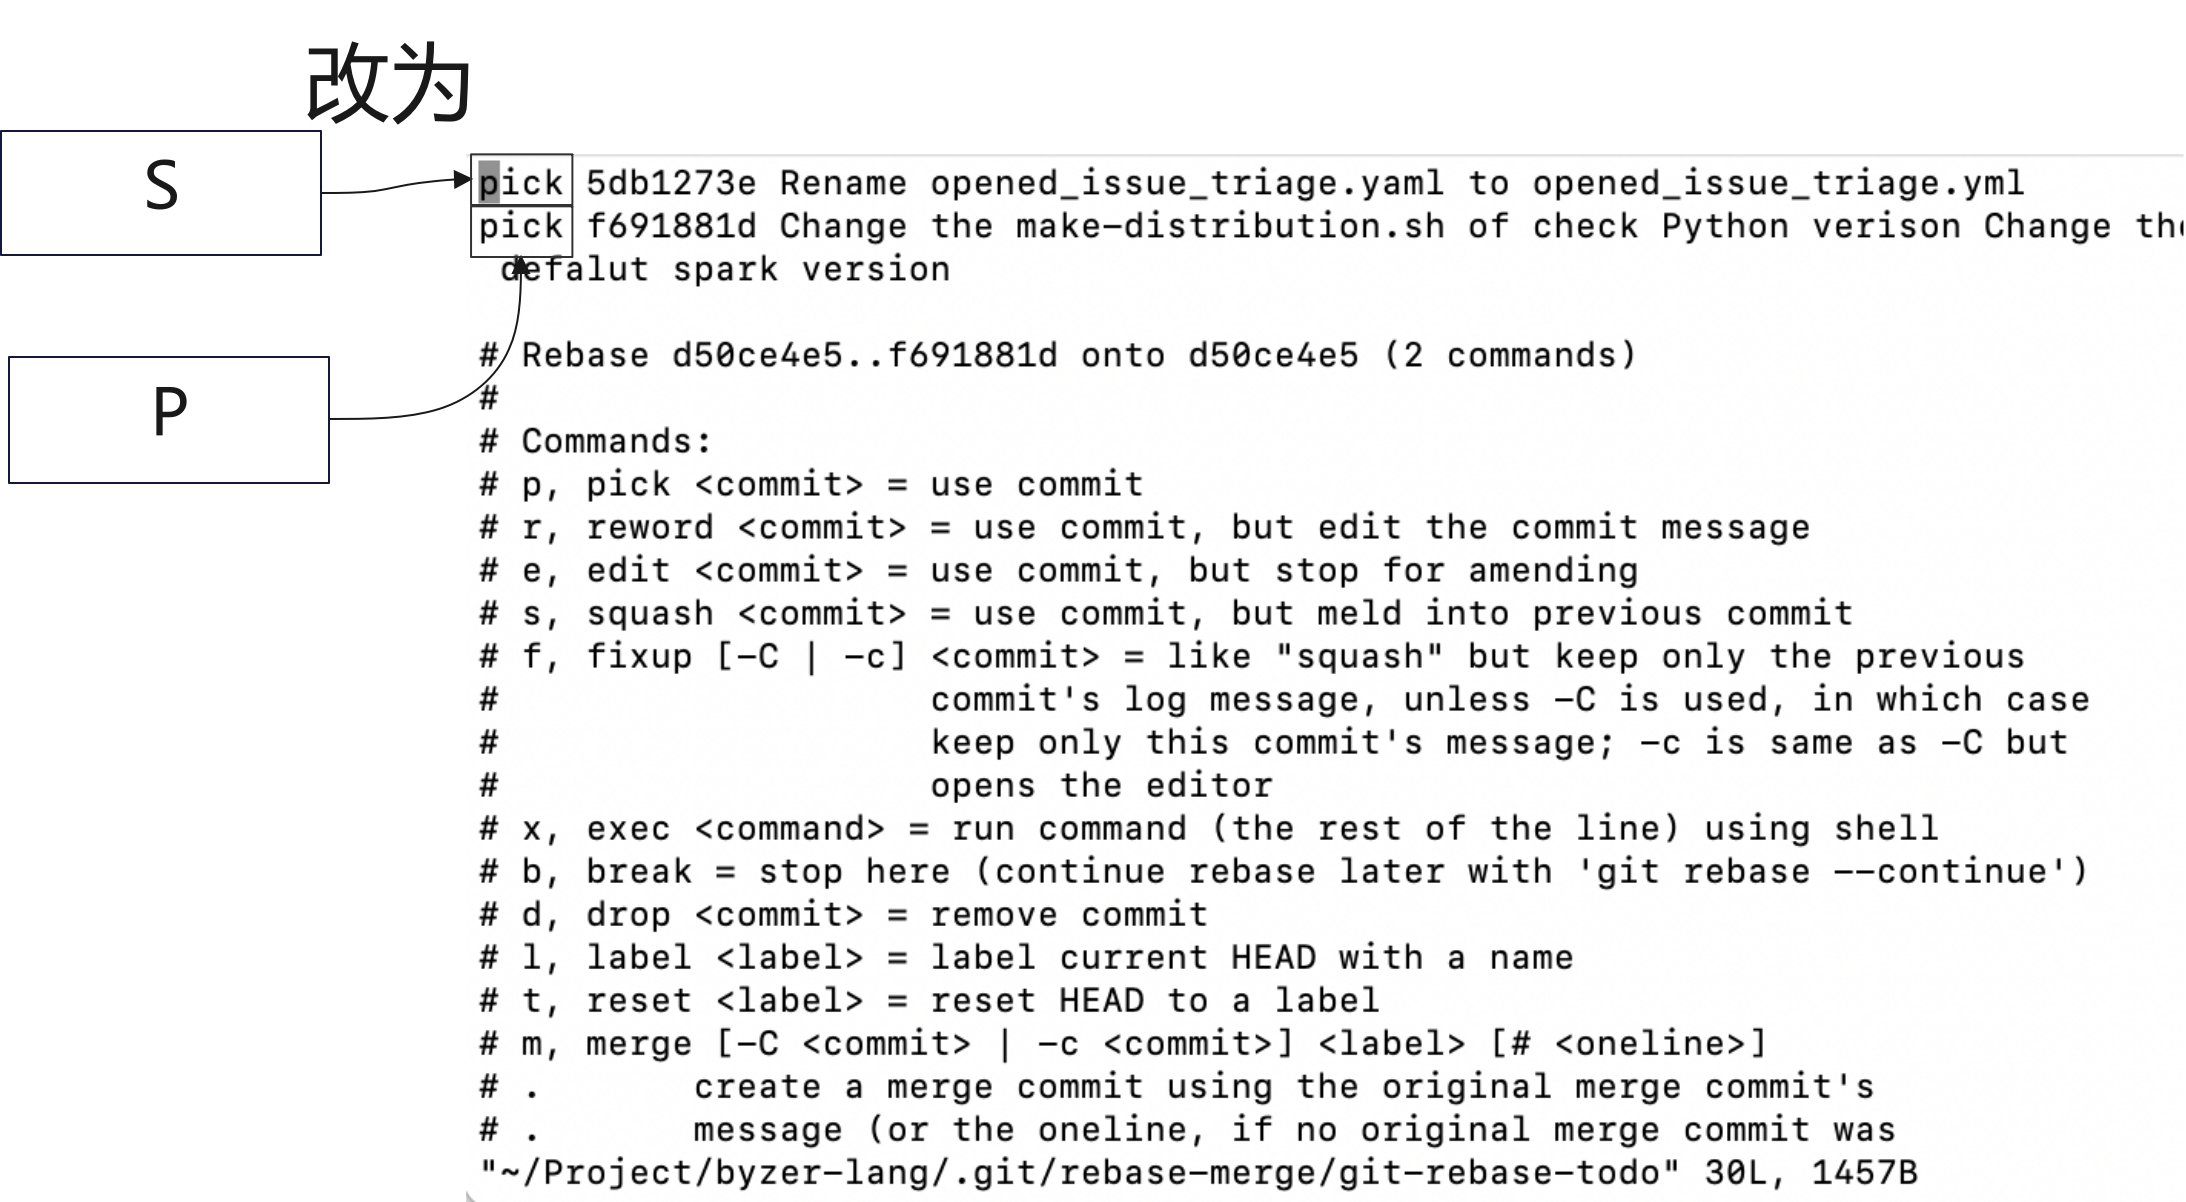 改为
S
pick 5db1273e Rename opened_issue_triage.yaml to opened_issue_triage.yml
pick f691881d Change the make-distribution.sh of check Python verison Change the
defalut spark version
P
# Rebase d50ce4e5..f691881d onto d50ce4e5 (2 commands)
#
# Commands:
# p, pick <commit> = use commit
# r, reword <commit> = use commit, but edit the commit message
# e, edit <commit> = use commit, but stop for amending
# s, squash <commit> = use commit, but meld into previous commit
# f, fixup [-C | -c] <commit> = like "squash" but keep only the previous
#                    commit's log message, unless -C is used, in which case
#                    keep only this commit's message; -c is same as -C but
#                    opens the editor
# x, exec <command> = run command (the rest of the line) using shell
# b, break = stop here (continue rebase later with 'git rebase --continue')
# d, drop <commit> = remove commit
# l, label <label> = label current HEAD with a name
# t, reset <label> = reset HEAD to a label
# m, merge [-C <commit> | -c <commit>] <label> [# <oneline>]
# .       create a merge commit using the original merge commit's
# .       message (or the oneline, if no original merge commit was
"~/Project/byzer-lang/.git/rebase-merge/git-rebase-todo" 30L, 1457B